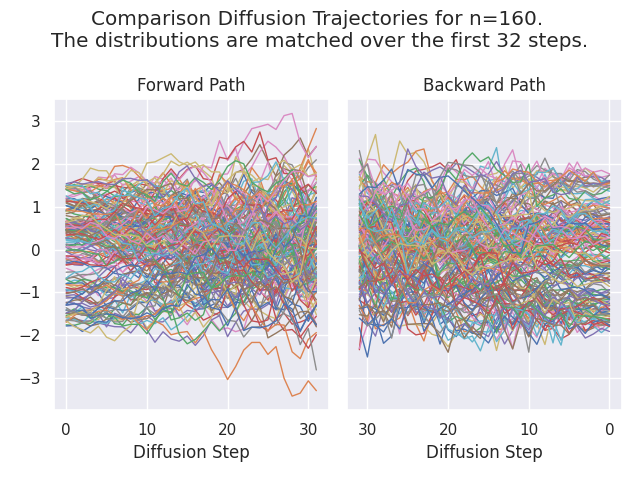 Comparison Diffusion Trajectories for n=160.
The distributions are matched over the first 32 steps.
Forward Path
Backward Path
3
2
1
0
−1
−2
−3
0 10 20 30
30 20 10 0
Diffusion Step
Diffusion Step